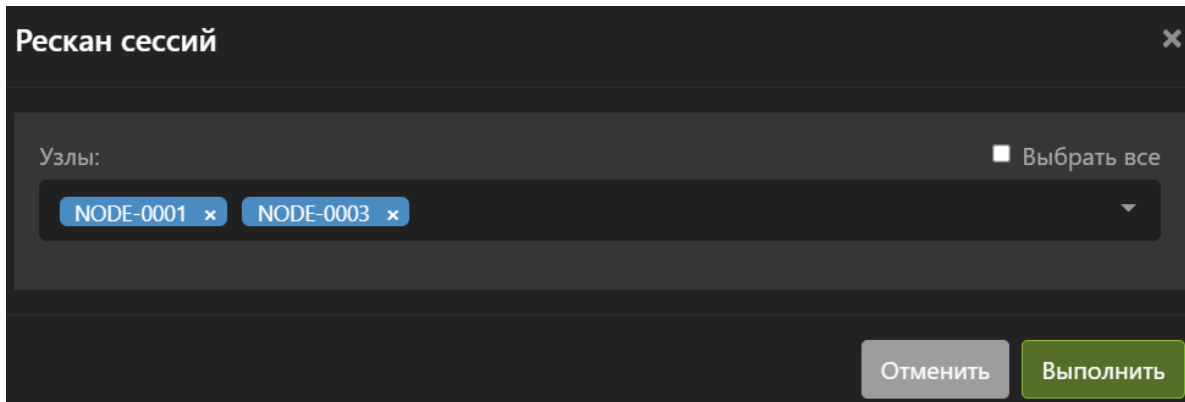 Рескан сессий ×
Узлы: Выбрать все
NODE-0001 × NODE-0003 ×
Отменить Выполнить